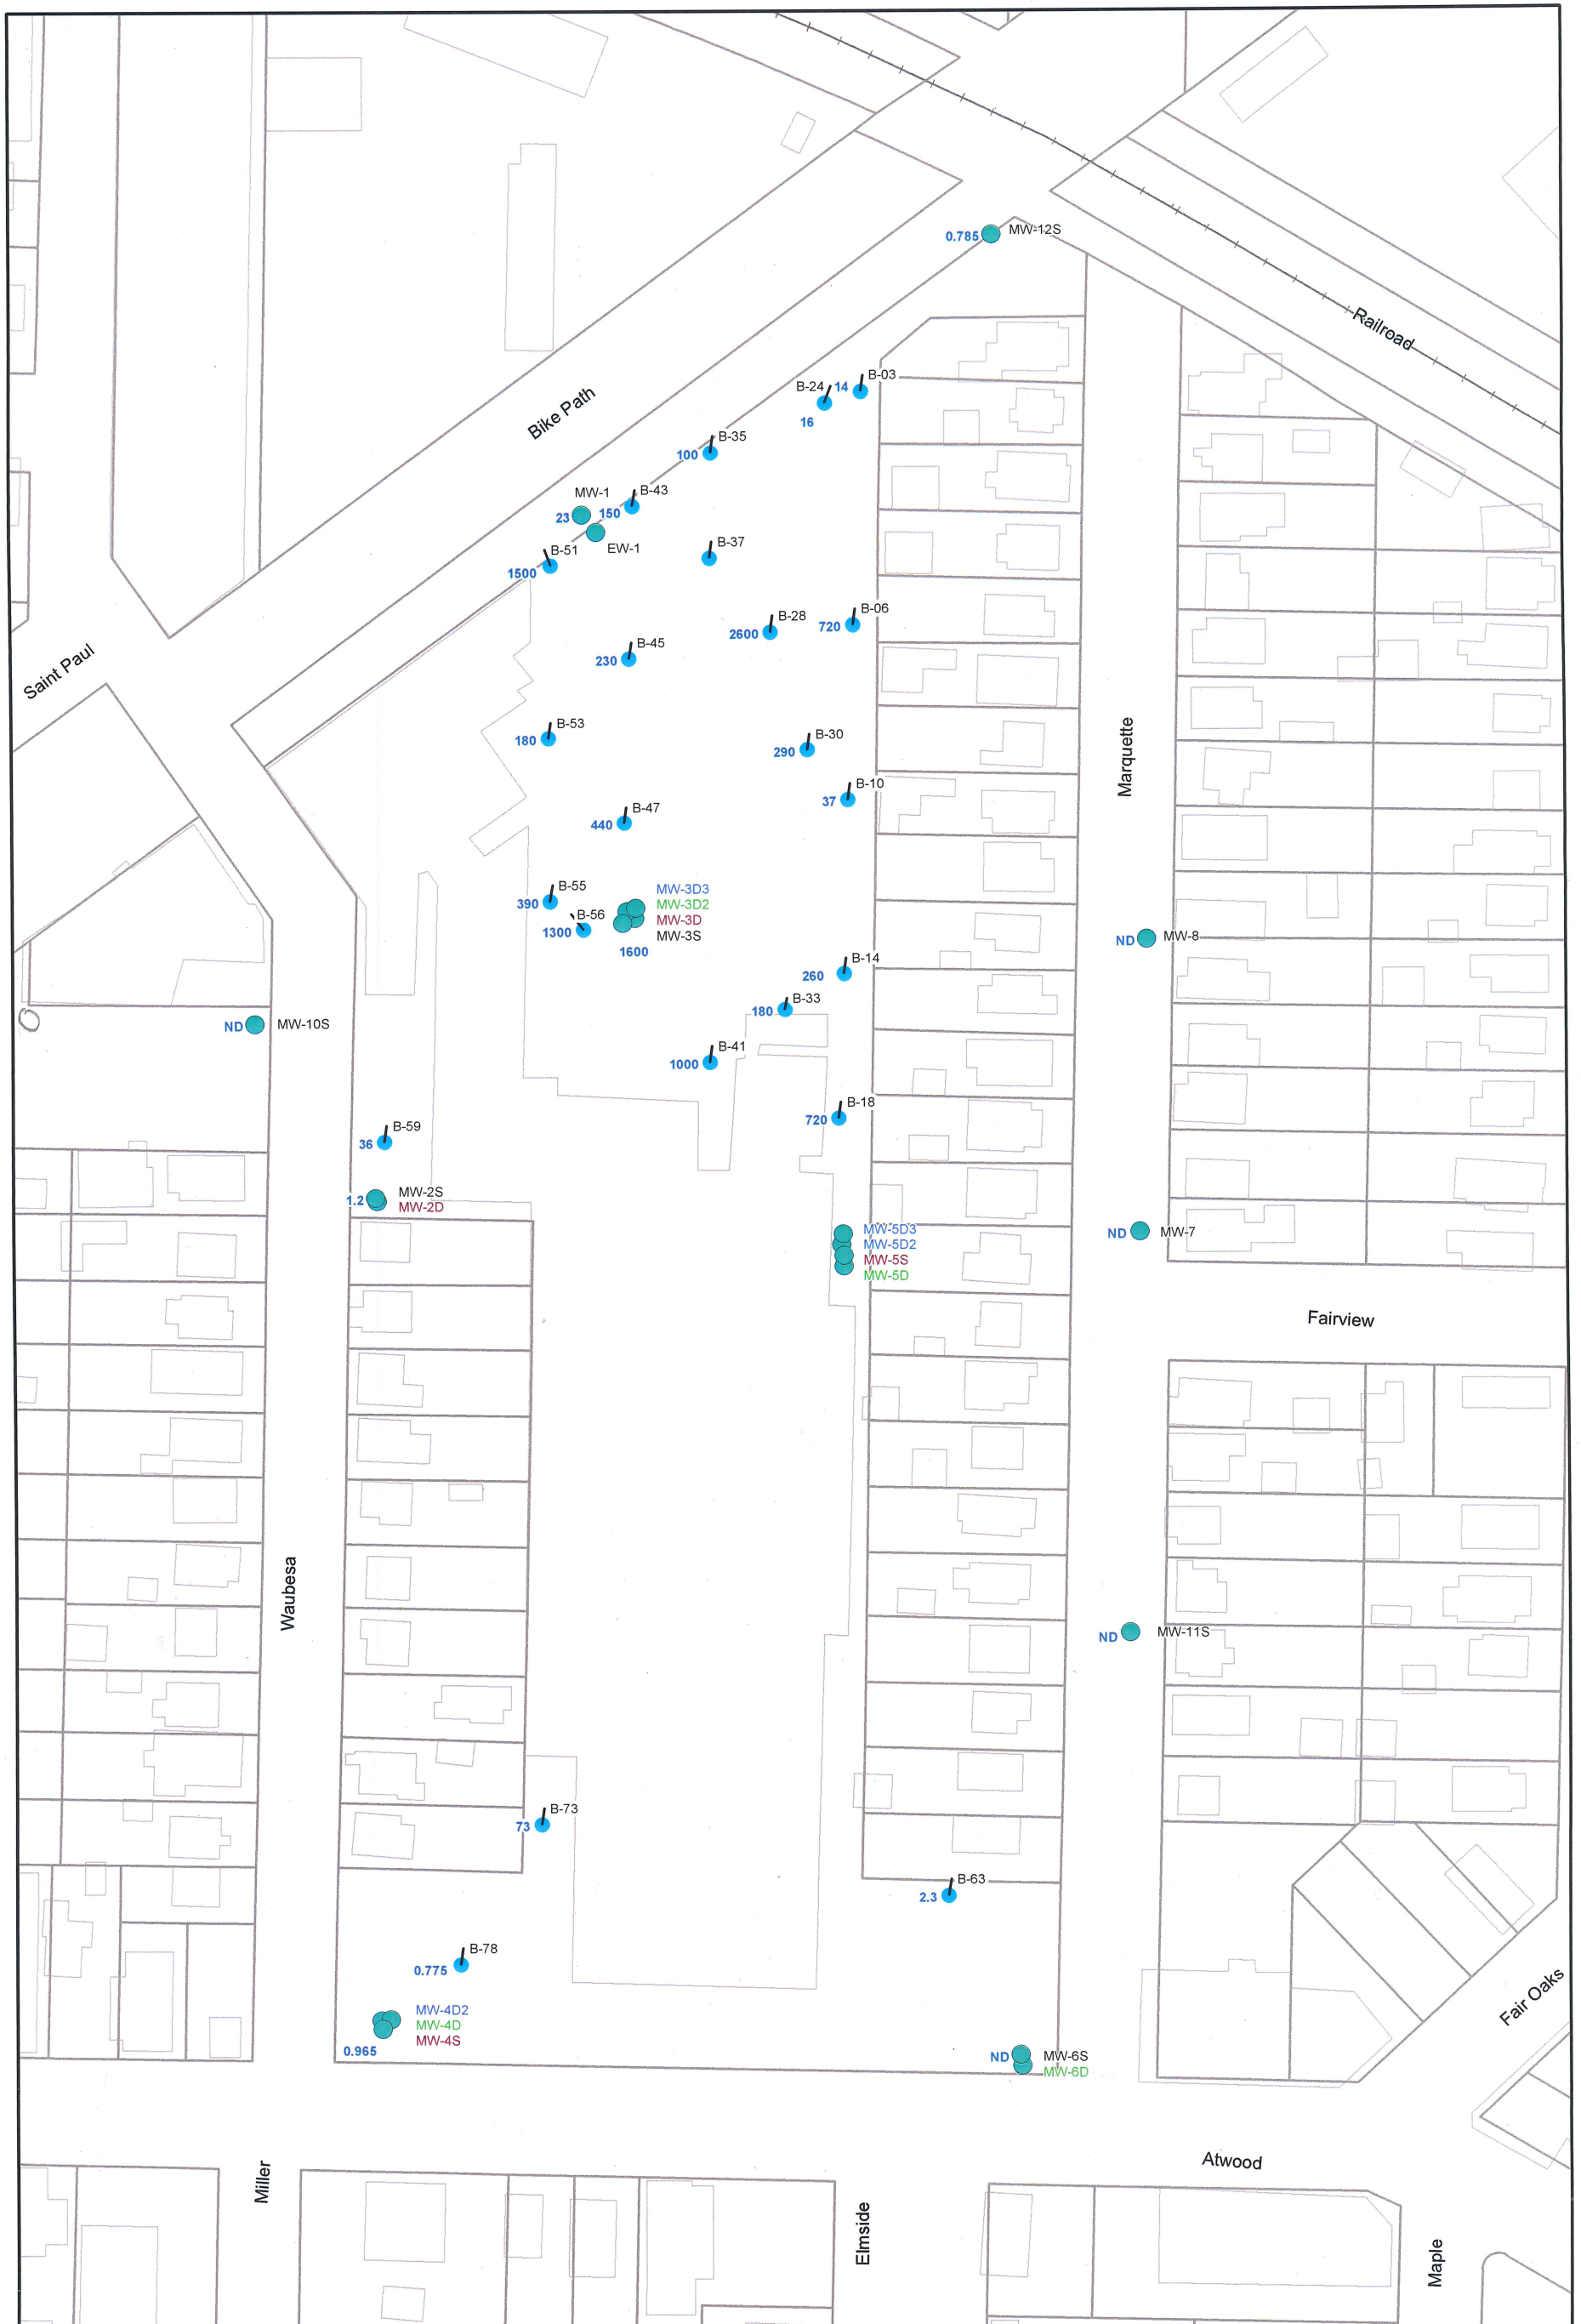 0.785 MW-12S
Railroad
Bike Path
B-24 14 B-03
16
100 B-35
MW-1 B-43
23 150
EW-1
B-51
1500
B-37
B-28 B-06
2600 720
B-45
230
Saint Paul
B-53
180
B-30
290
Marquette
B-10
37
B-47
440
B-55
390
MW-3D3
MW-3D2
MW-3D
MW-3S
B-56
1300
1600
ND MW-8
B-14
260
B-33
180
ND MW-10S
B-41
1000
B-18
720
B-59
36
1.2 MW-2S
MW-2D
MW-5D3
MW-5D2
MW-5S
MW-5D
ND MW-7
Fairview
Waubesa
ND MW-11S
B-73
73
B-63
2.3
B-78
0.775
Fair Oaks
MW-4D2
MW-4D
MW-4S
0.965
ND MW-6S
MW-6D
Atwood
Miller
Elmside
Maple